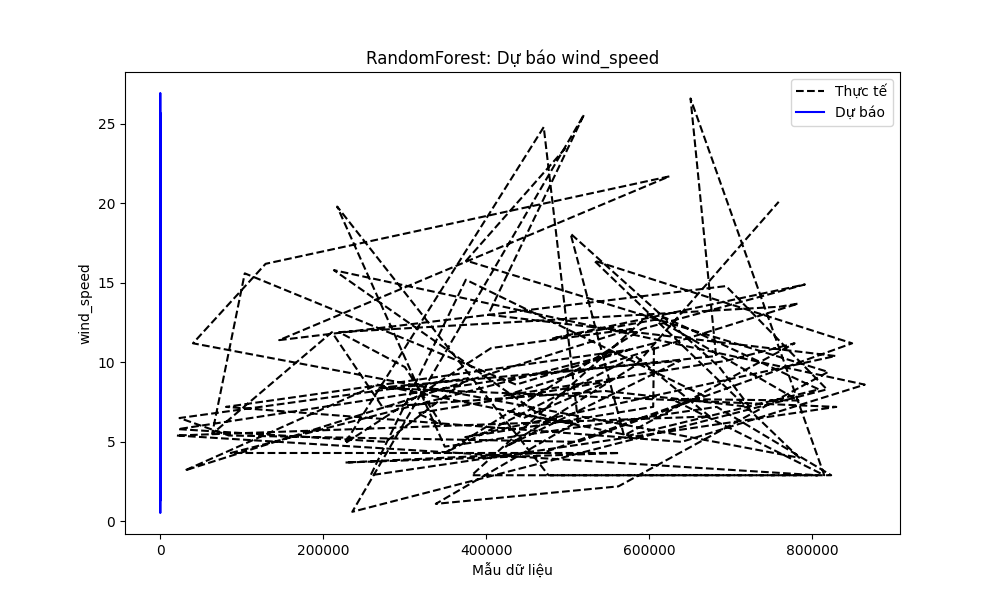 RandomForest: Dự báo wind_speed
Thực tế
Dự báo
wind_speed
25
20
15
10
5
0
0 200000 400000 600000 800000
Mẫu dữ liệu